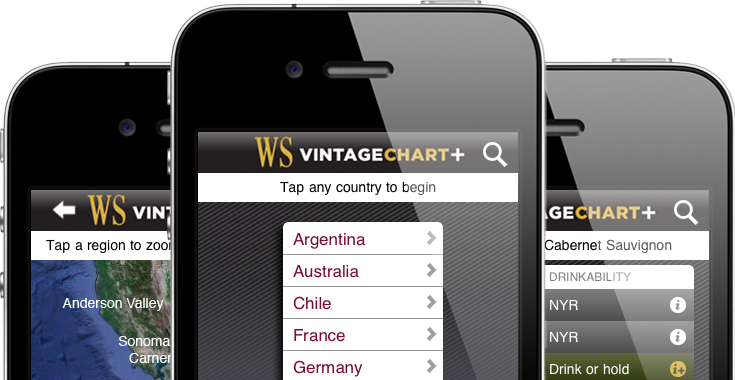 WS VINTAGECHART+
Tap any country to begin
Argentina
Australia
Chile
France
Germany
WS VINT
Tap a region to zoo
Anderson Valley
Sonoma
Carner
AGECHART+
Cabernet Sauvignon
DRINKABILITY
NYR
NYR
Drink or hold